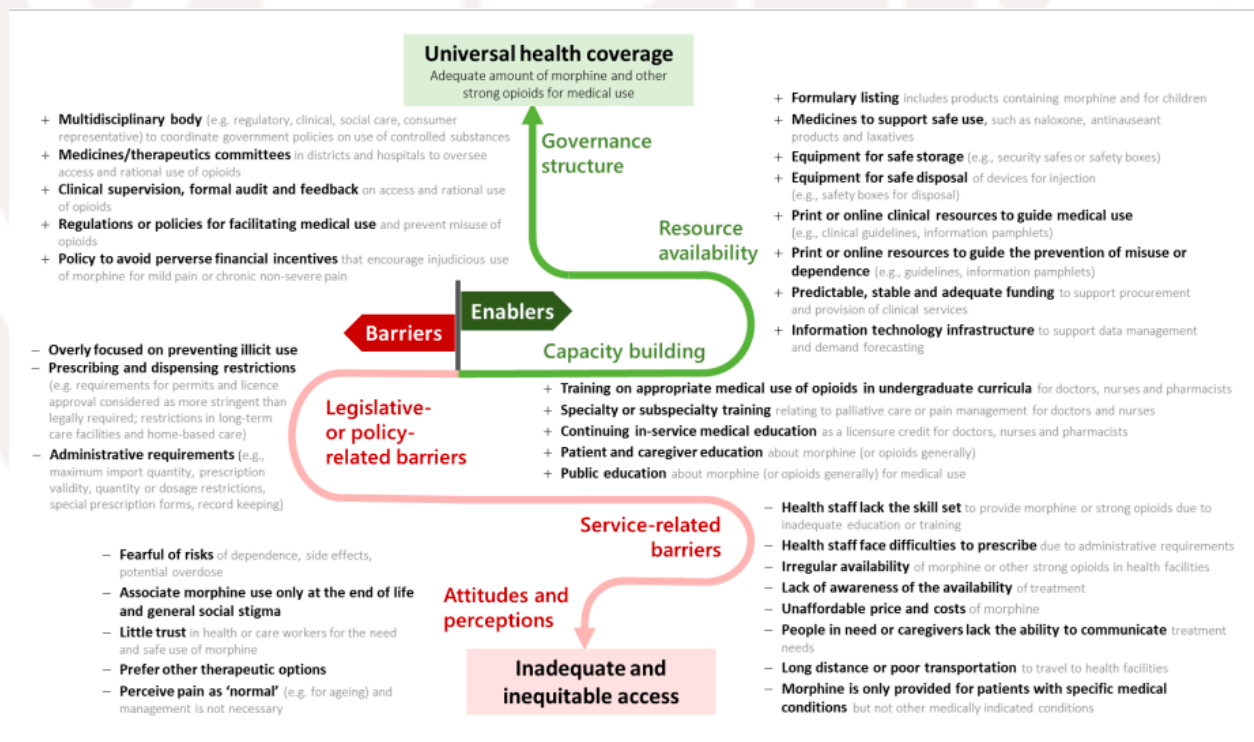 Universal health coverage
Adequate amount of morphine and other
strong opioids for medical use
Governance
structure
+ Multidisciplinary body (e.g. regulatory, clinical, social care, consumer
representative) to coordinate government policies on use of controlled substances
+ Medicines/therapeutics committees in districts and hospitals to oversee
access and rational use of opioids
+ Clinical supervision, formal audit and feedback on access and rational use
of opioids
+ Regulations or policies for facilitating medical use and prevent misuse of
opioids
+ Policy to avoid perverse financial incentives that encourage injudicious use
of morphine for mild pain or chronic non-severe pain
Resource
availability
+ Formulary listing includes products containing morphine and for children
+ Medicines to support safe use, such as naloxone, antinauseant
products and laxatives
+ Equipment for safe storage (e.g., security safes or safety boxes)
+ Equipment for safe disposal of devices for injection
(e.g., safety boxes for disposal)
+ Print or online clinical resources to guide medical use
(e.g., clinical guidelines, information pamphlets)
+ Print or online resources to guide the prevention of misuse or
dependence (e.g., guidelines, information pamphlets)
+ Predictable, stable and adequate funding to support procurement
and provision of clinical services
+ Information technology infrastructure to support data management
and demand forecasting
Enablers
Barriers
Capacity building
+ Training on appropriate medical use of opioids in undergraduate curricula for doctors, nurses and pharmacists
+ Specialty or subspecialty training relating to palliative care or pain management for doctors and nurses
+ Continuing in-service medical education as a licensure credit for doctors, nurses and pharmacists
+ Patient and caregiver education about morphine (or opioids generally)
+ Public education about morphine (or opioids generally) for medical use
Legislative-
or policy-
related barriers
– Overly focused on preventing illicit use
– Prescribing and dispensing restrictions
(e.g. requirements for permits and licence
approval considered as more stringent than
legally required; restrictions in long-term
care facilities and home-based care)
– Administrative requirements (e.g.,
maximum import quantity, prescription
validity, quantity or dosage restrictions,
special prescription forms, record keeping)
Service-related
barriers
– Health staff lack the skill set to provide morphine or strong opioids due to
inadequate education or training
– Health staff face difficulties to prescribe due to administrative requirements
– Irregular availability of morphine or other strong opioids in health facilities
– Lack of awareness of the availability of treatment
– Unaffordable price and costs of morphine
– People in need or caregivers lack the ability to communicate treatment
needs
– Long distance or poor transportation to travel to health facilities
– Morphine is only provided for patients with specific medical
conditions but not other medically indicated conditions
Attitudes and
perceptions
– Fearful of risks of dependence, side effects,
potential overdose
– Associate morphine use only at the end of life
and general social stigma
– Little trust in health or care workers for the need
and safe use of morphine
– Prefer other therapeutic options
– Perceive pain as ‘normal’ (e.g. for ageing) and
management is not necessary
Inadequate and
inequitable access